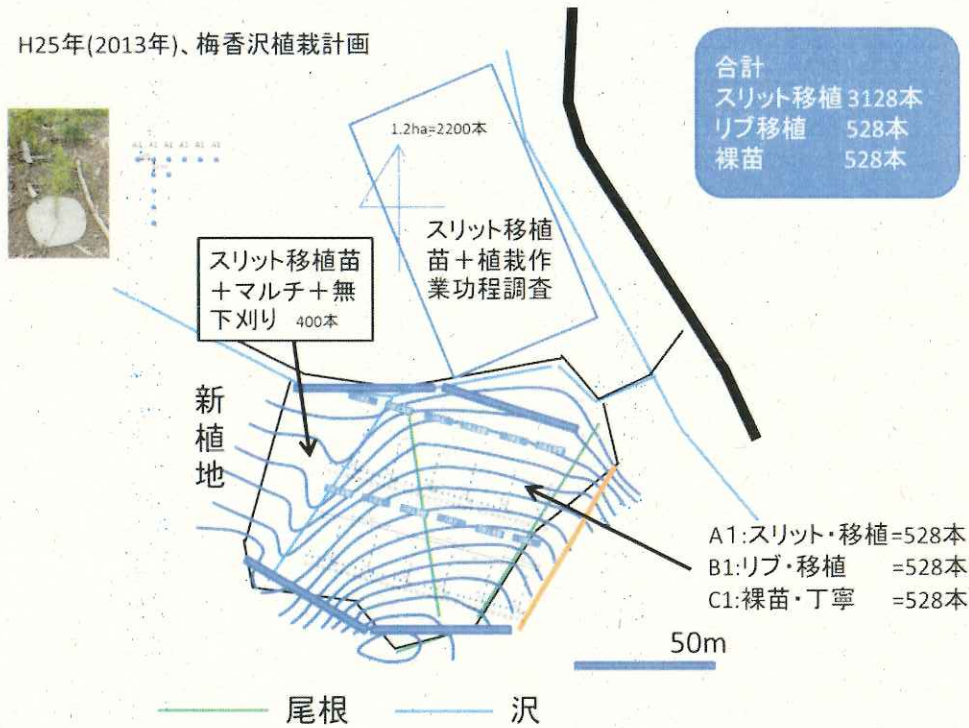 H25年(2013年)、梅香沢植栽計画
合計
スリット移植 3128本
リブ移植 528本
裸苗 528本
1.2ha=2200本
A1 A1 A1 A1 A1 A1
スリット移植
苗＋植栽作
業功程調査
スリット移植苗
＋マルチ＋無
下刈り 400本
新
植
地
A1:スリット・移植=528本
B1:リブ・移植 =528本
C1:裸苗・丁寧 =528本
50m
尾根
沢